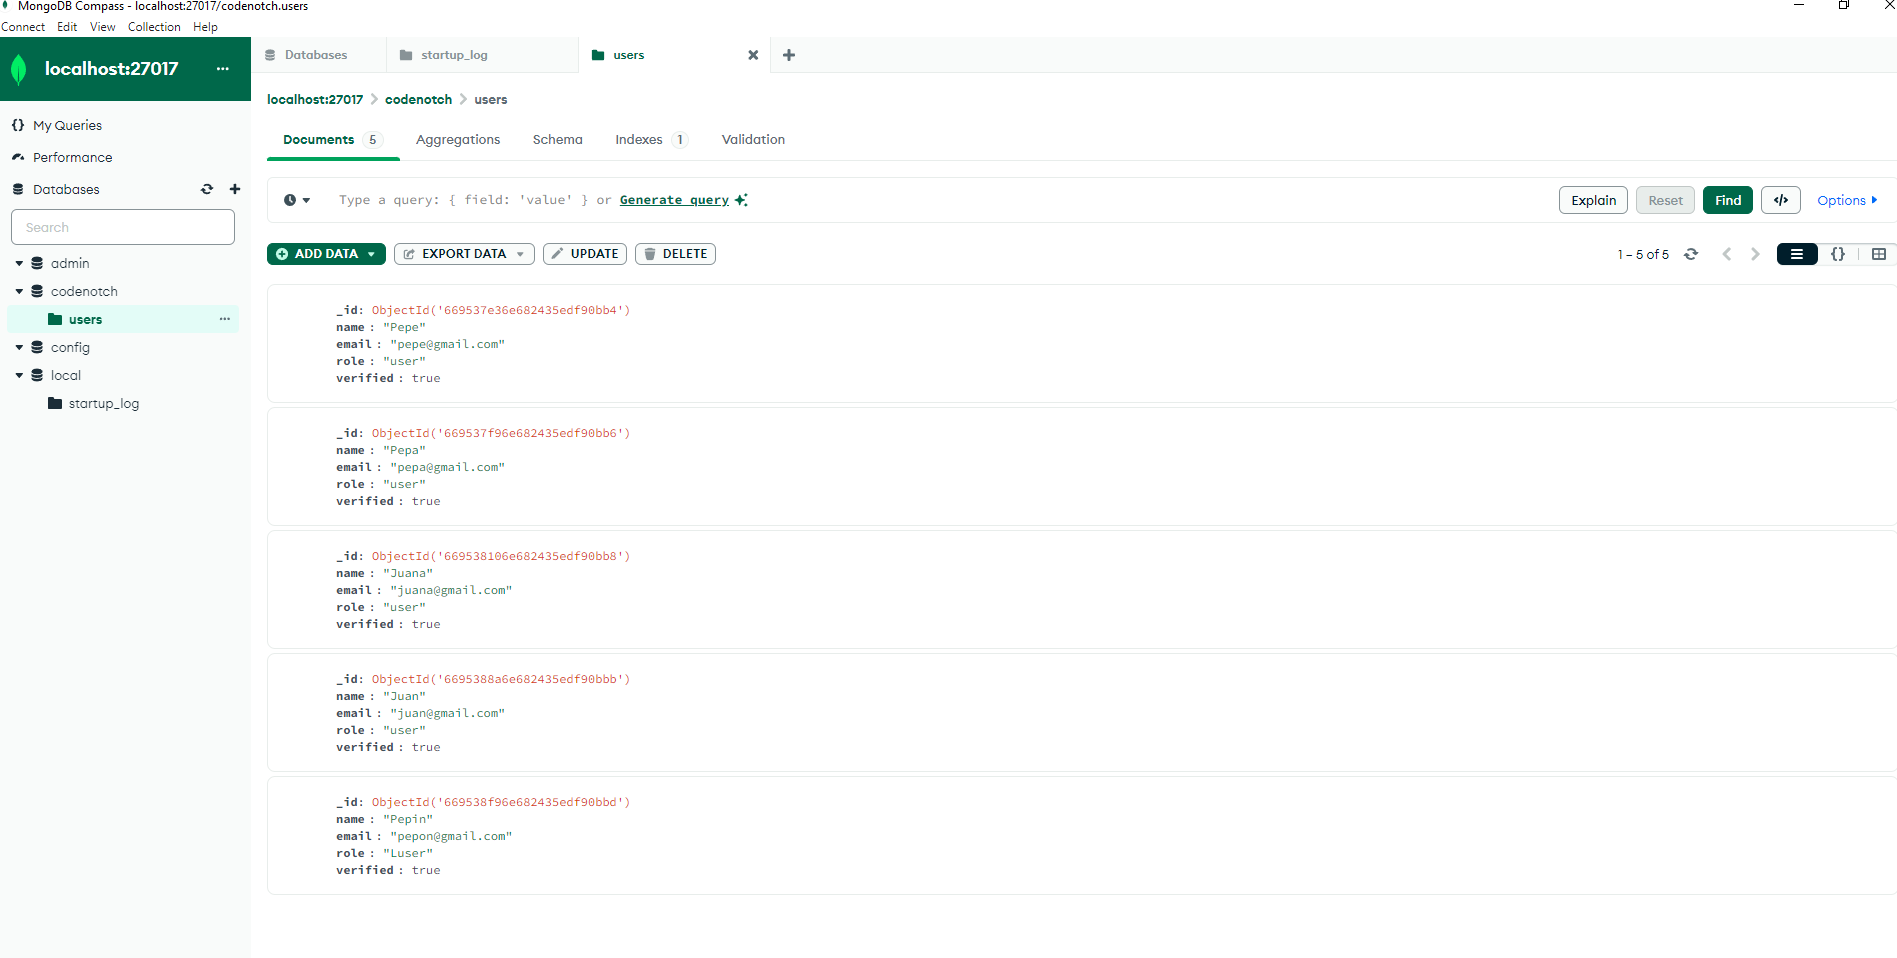 MongoDB Compass - localhost:27017/codenotch.users
Connect Edit View Collection Help
localhost:27017 ...
My Queries
Performance
Databases
Search
admin
codenotch
users ...
config
local
startup_log
Databases startup_log users
localhost:27017 > codenotch > users
Documents 5 Aggregations Schema Indexes 1 Validation
Type a query: { field: 'value' } or Generate query
Explain Reset Find </> Options
ADD DATA EXPORT DATA UPDATE DELETE
1 – 5 of 5 {}
_id: ObjectId('669537e36e682435edf90bb4')
name : "Pepe"
email : "pepe@gmail.com"
role : "user"
verified : true
_id: ObjectId('669537f96e682435edf90bb6')
name : "Pepa"
email : "pepa@gmail.com"
role : "user"
verified : true
_id: ObjectId('669538106e682435edf90bb8')
name : "Juana"
email : "juana@gmail.com"
role : "user"
verified : true
_id: ObjectId('6695388a6e682435edf90bbb')
name : "Juan"
email : "juan@gmail.com"
role : "user"
verified : true
_id: ObjectId('669538f96e682435edf90bbd')
name : "Pepin"
email : "pepon@gmail.com"
role : "Luser"
verified : true